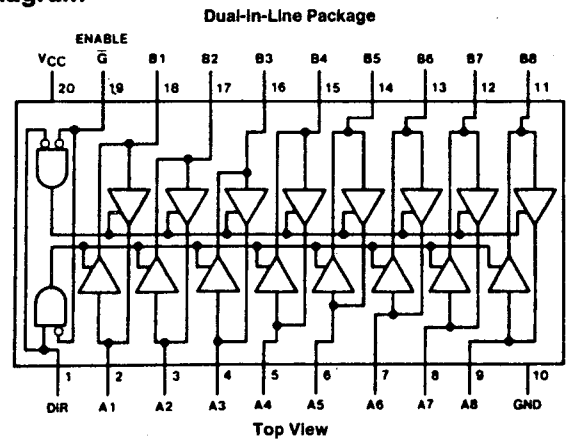 Dual-In-Line Package
ENABLE
VCC G B1 B2 B3 B4 B5 B6 B7 B8
20 19 18 17 16 15 14 13 12 11
1 2 3 4 5 6 7 8 9 10
DIR A1 A2 A3 A4 A5 A6 A7 A8 GND
Top View